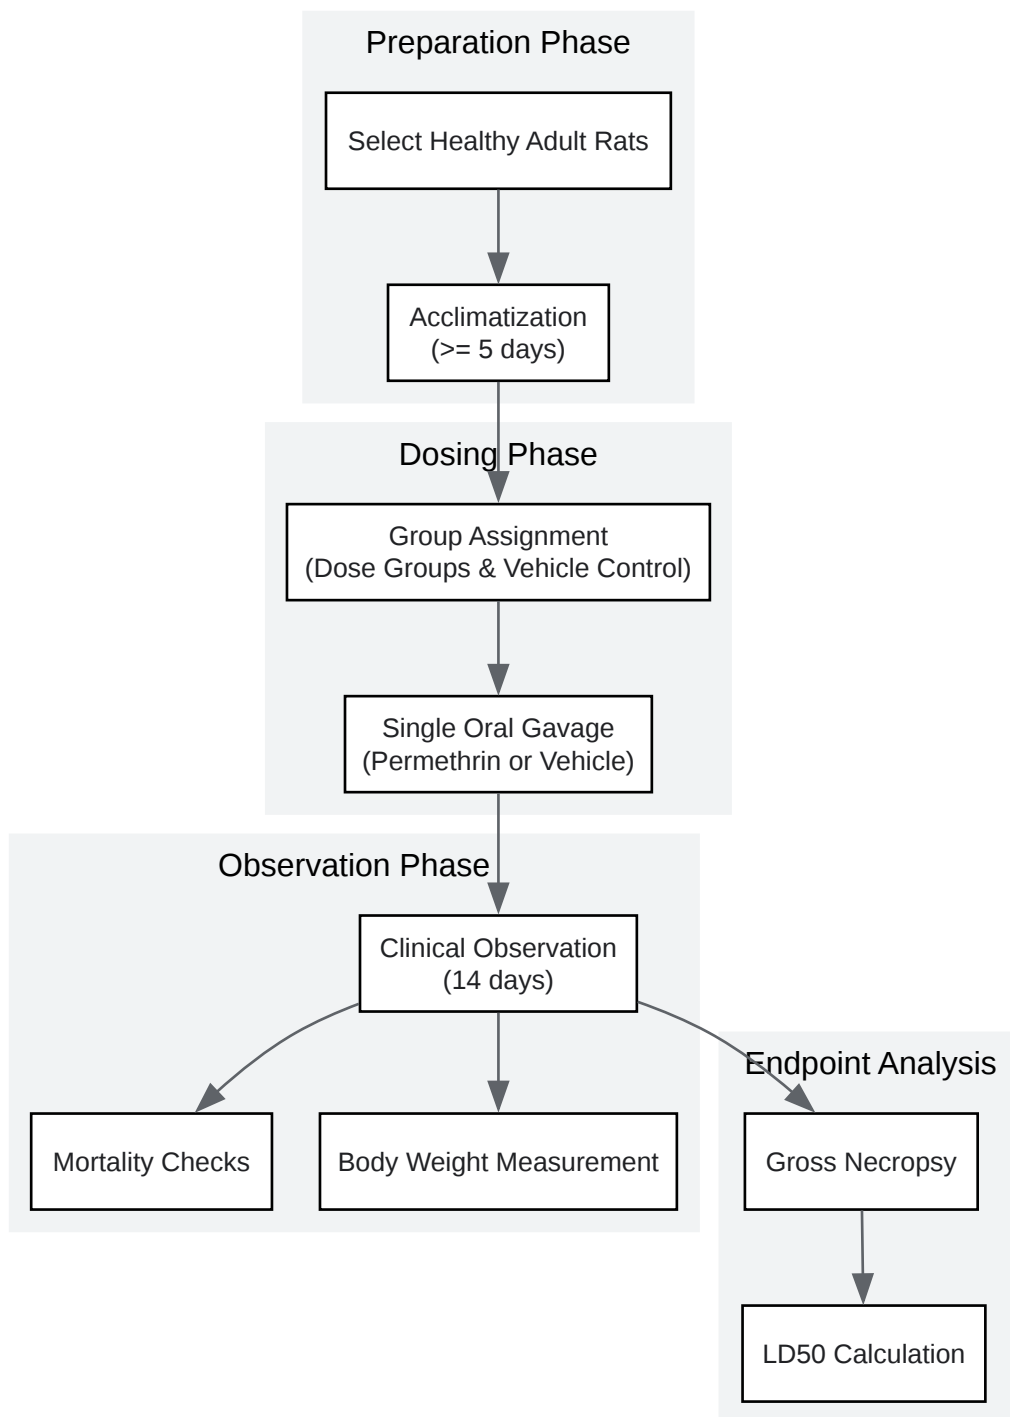 Preparation Phase
Select Healthy Adult Rats
Acclimatization
(>= 5 days)
Dosing Phase
Group Assignment
(Dose Groups & Vehicle Control)
Single Oral Gavage
(Permethrin or Vehicle)
Observation Phase
Clinical Observation
(14 days)
Endpoint Analysis
Mortality Checks
Body Weight Measurement
Gross Necropsy
LD50 Calculation